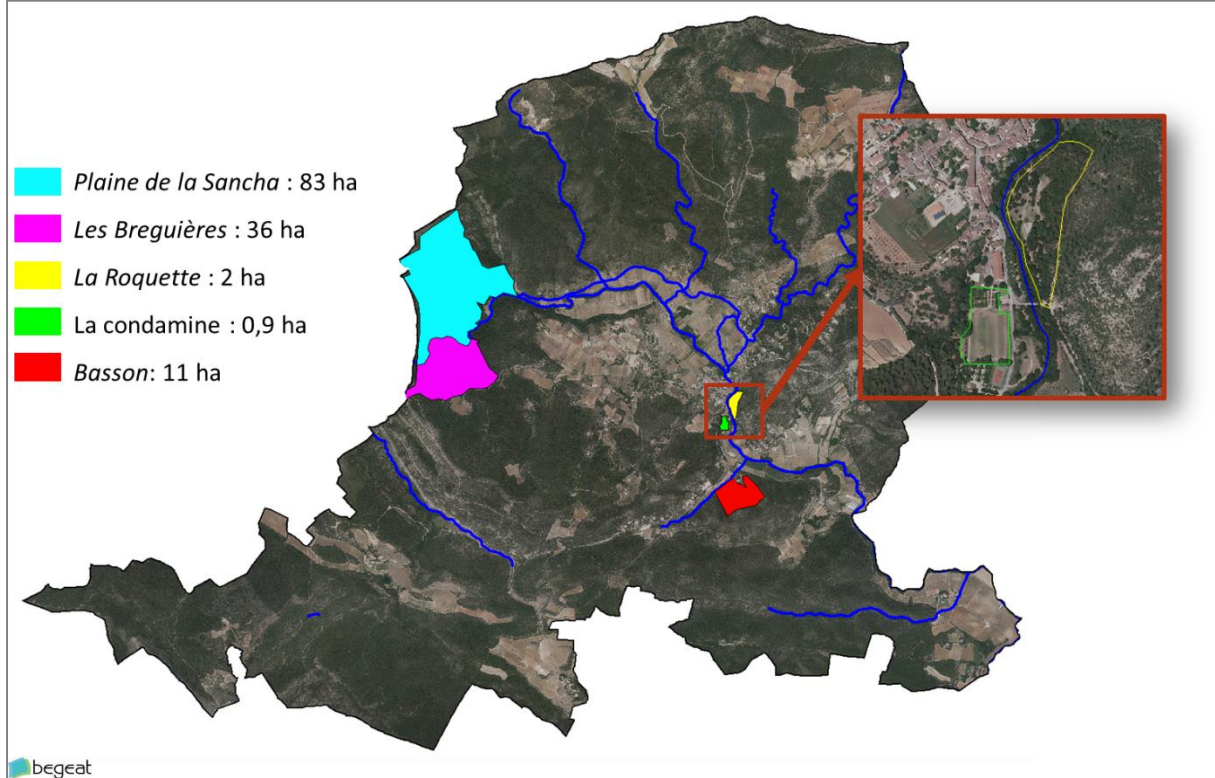 Plaine de la Sancha : 83 ha
Les Breguières : 36 ha
La Roquette : 2 ha
La condamine : 0,9 ha
Basson: 11 ha
begeat